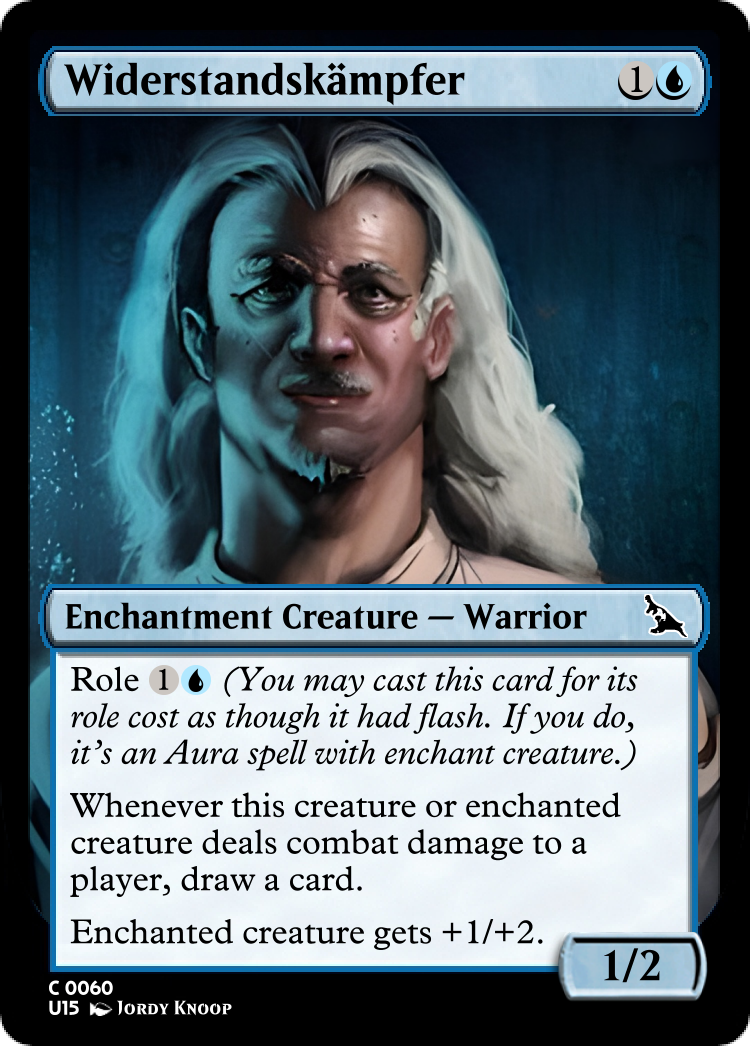 Widerstandskämpfer 1
Enchantment Creature — Warrior
Role 1 (You may cast this card for its
role cost as though it had flash. If you do,
it's an Aura spell with enchant creature.)
Whenever this creature or enchanted
creature deals combat damage to a
player, draw a card.
Enchanted creature gets +1/+2.
1/2
C 0060
U15 Jordy Knoop